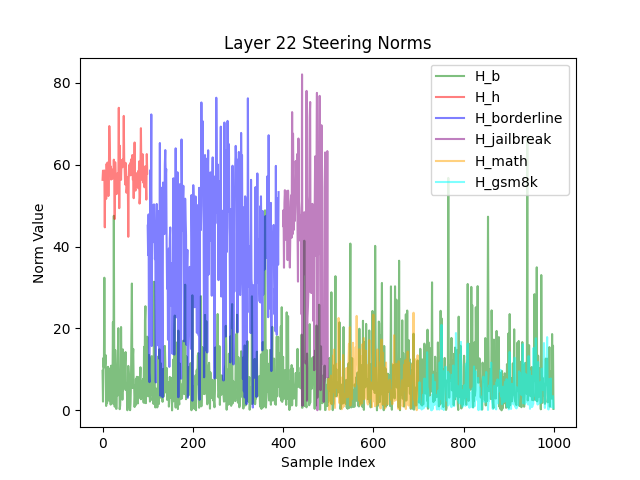 Layer 22 Steering Norms
80
60
40
20
0
Norm Value
0
200
400
600
800
1000
Sample Index
H_b
H_h
H_borderline
H_jailbreak
H_math
H_gsm8k